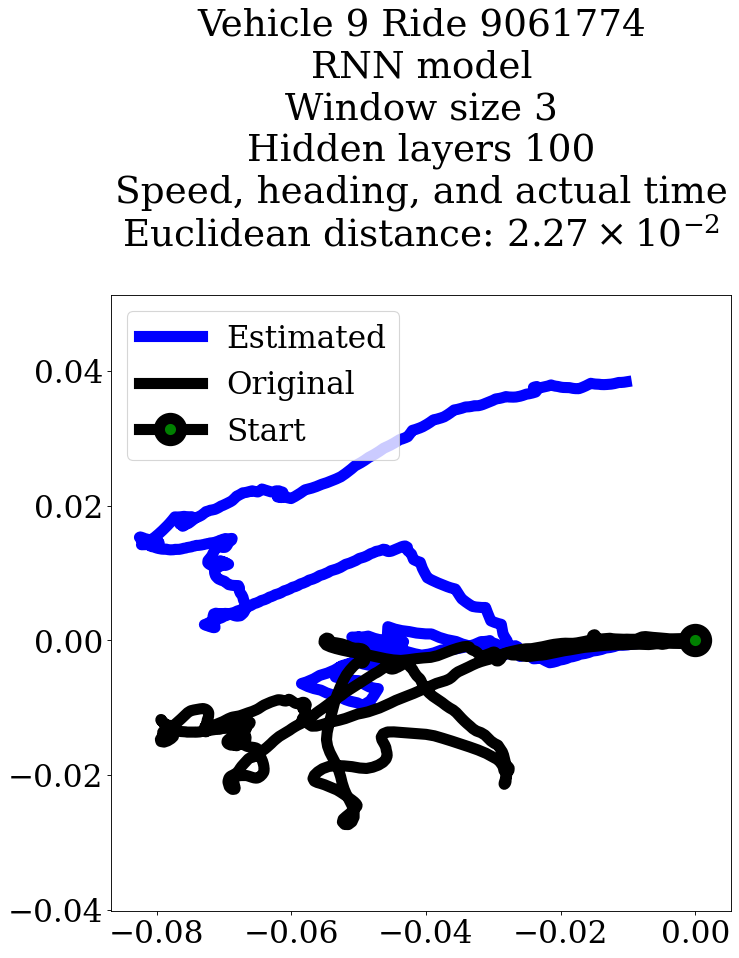 Vehicle 9 Ride 9061774
RNN model
Window size 3
Hidden layers 100
Speed, heading, and actual time
Euclidean distance: 2.27 × 10⁻²
Estimated
Original
Start
0.04
0.02
0.00
−0.02
−0.04
−0.08
−0.06
−0.04
−0.02
0.00